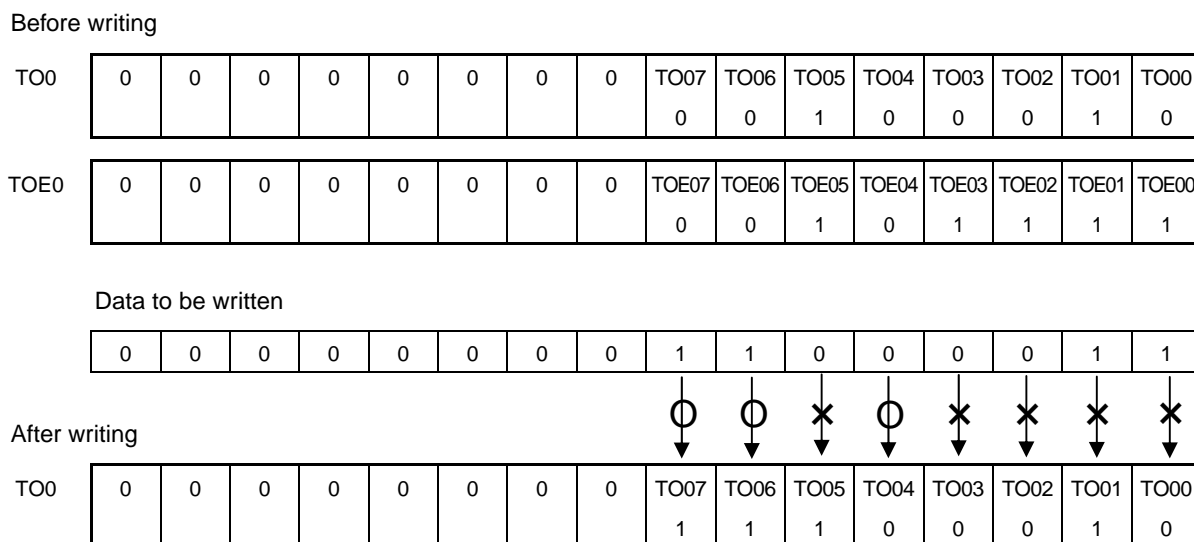 Before writing
TO0 0 0 0 0 0 0 0 0 TO07 TO06 TO05 TO04 TO03 TO02 TO01 TO00
0 0 1 0 0 0 1 0
TOE0 0 0 0 0 0 0 0 0 TOE07 TOE06 TOE05 TOE04 TOE03 TOE02 TOE01 TOE00
0 0 1 0 1 1 1 1
Data to be written
0 0 0 0 0 0 0 0 1 1 0 0 0 0 1 1
After writing
TO0 0 0 0 0 0 0 0 0 TO07 TO06 TO05 TO04 TO03 TO02 TO01 TO00
1 1 1 0 0 0 1 0